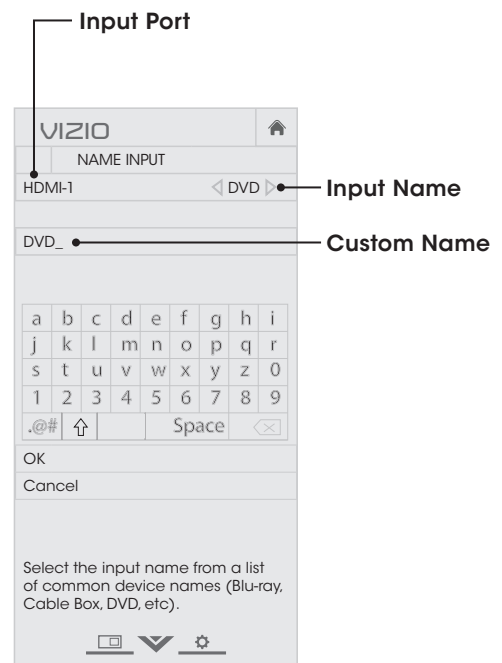 Input Port
VIZIO
NAME INPUT
HDMI-1 DVD Input Name
DVD_ Custom Name
a b c d e f g h i
j k l m n o p q r
s t u v w x y z 0
1 2 3 4 5 6 7 8 9
.@# Space
OK
Cancel
Select the input name from a list
of common device names (Blu-ray,
Cable Box, DVD, etc).